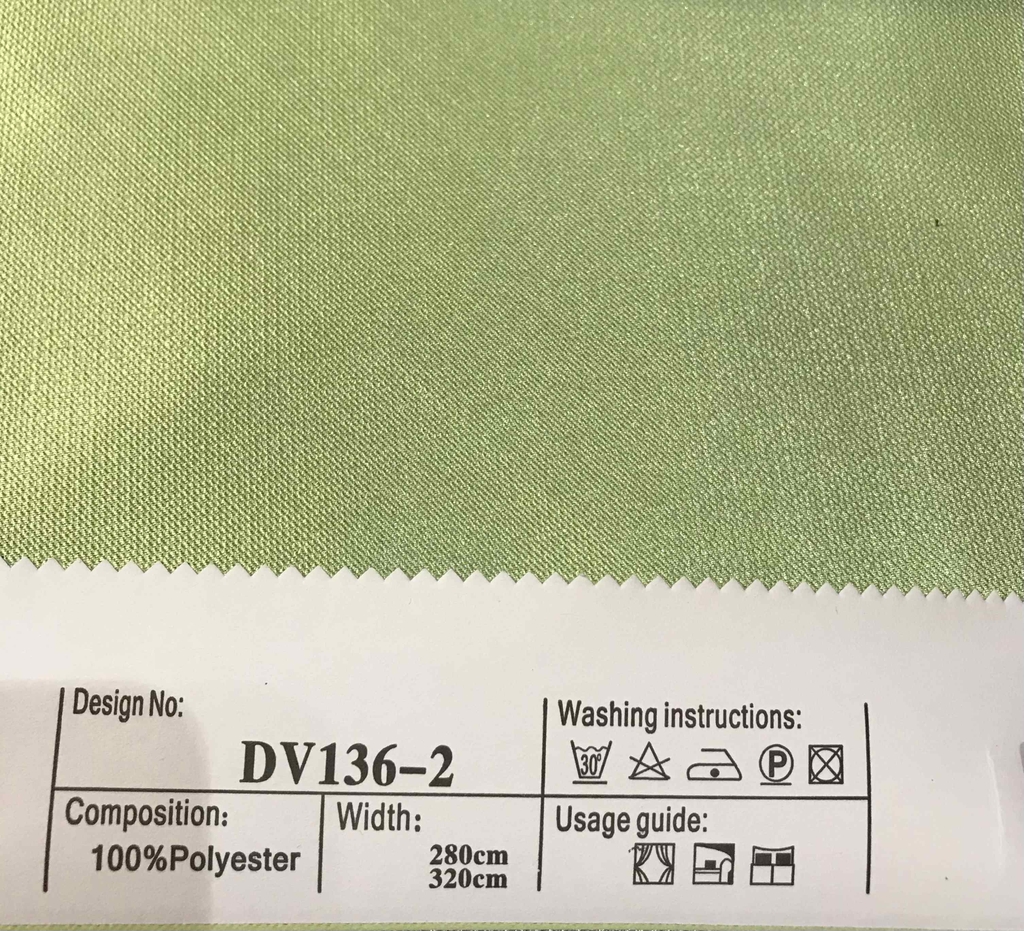 Design No:
DV136-2
Washing instructions:
30° P
Composition:
100%Polyester
Width:
280cm
320cm
Usage guide: